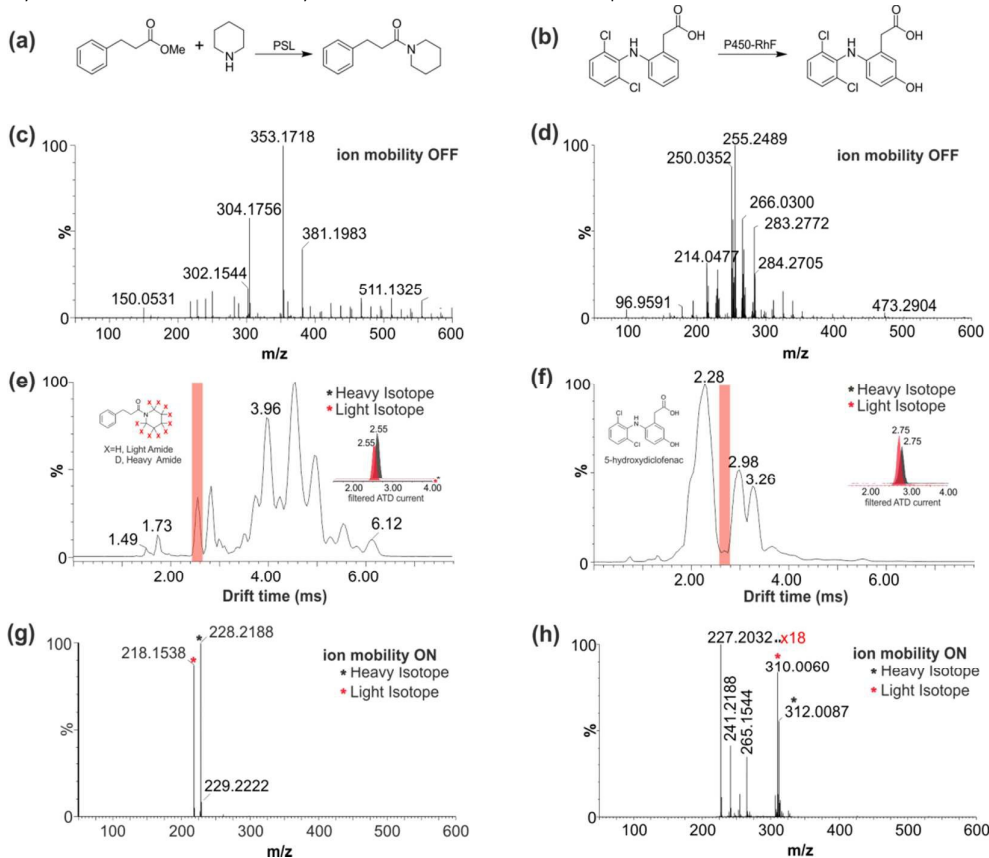 (a)
O
OMe
+
N
H
PSL
O
N
(b)
Cl
H
N
O
OH
Cl
P450-RhF
Cl
H
N
O
OH
Cl
OH
(c)
ion mobility OFF
353.1718
304.1756
381.1983
302.1544
511.1325
150.0531
100
%
0
100 200 300 400 500 600
m/z
(d)
ion mobility OFF
255.2489
250.0352
266.0300
283.2772
214.0477
284.2705
96.9591
473.2904
100
%
0
100 200 300 400 500 600
m/z
(e)
* Heavy Isotope
* Light Isotope
O
N
X X X X X X X X X X
X=H, Light Amide
D, Heavy Amide
3.96
2.55
2.55
2.00 3.00 4.00
filtered ATD current
1.49
1.73
6.12
100
%
0
2.00 4.00 6.00
Drift time (ms)
(f)
2.28
* Heavy Isotope
* Light Isotope
Cl
H
N
O
OH
Cl
OH
5-hydroxydiclofenac
2.75
2.75
2.00 3.00 4.00
filtered ATD current
2.98
3.26
100
%
0
2.00 4.00 6.00
Drift time (ms)
(g)
* 228.2188
218.1538 *
ion mobility ON
* Heavy Isotope
* Light Isotope
229.2222
100
%
0
100 200 300 400 500 600
m/z
(h)
227.2032
x18
ion mobility ON
* Heavy Isotope
* Light Isotope
*
310.0060
*
312.0087
241.2188
265.1544
100
%
0
100 200 300 400 500 600
m/z